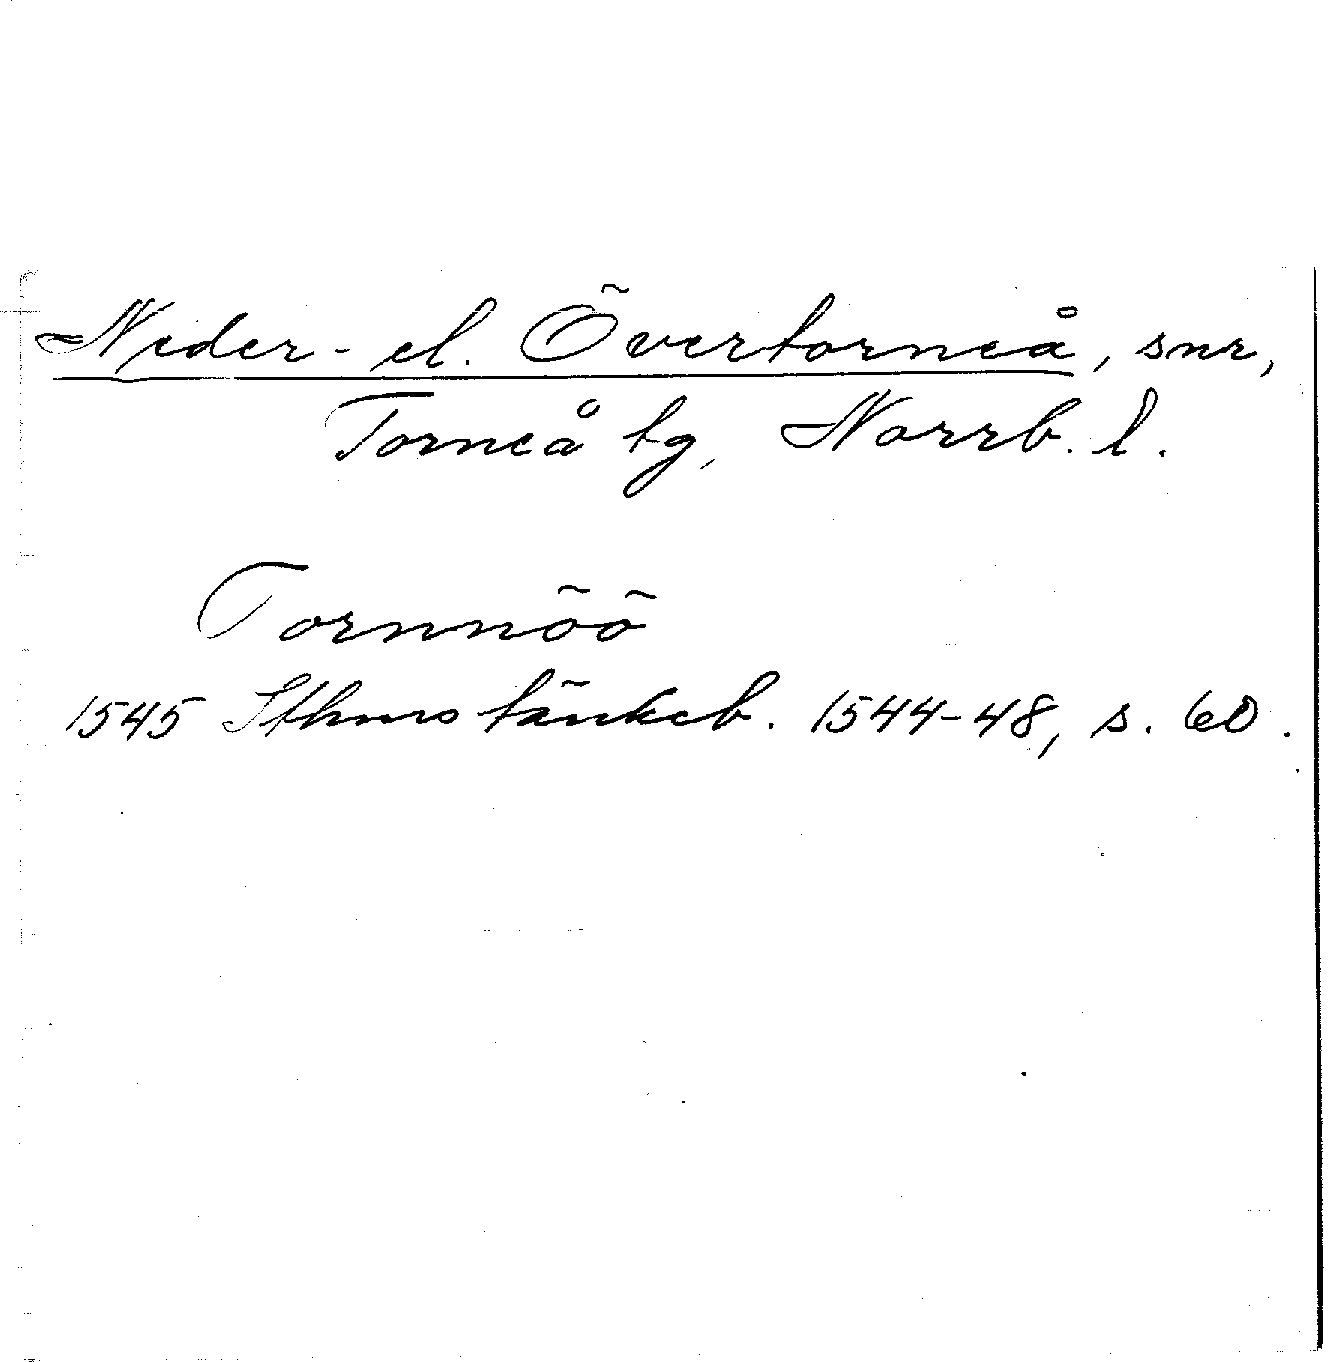 Neder- el. Övertorneå, snr,
Torneå tg, Norrb. l.
Tornnöö
1545 Sthms tänkeb. 1544-48, s. 60.